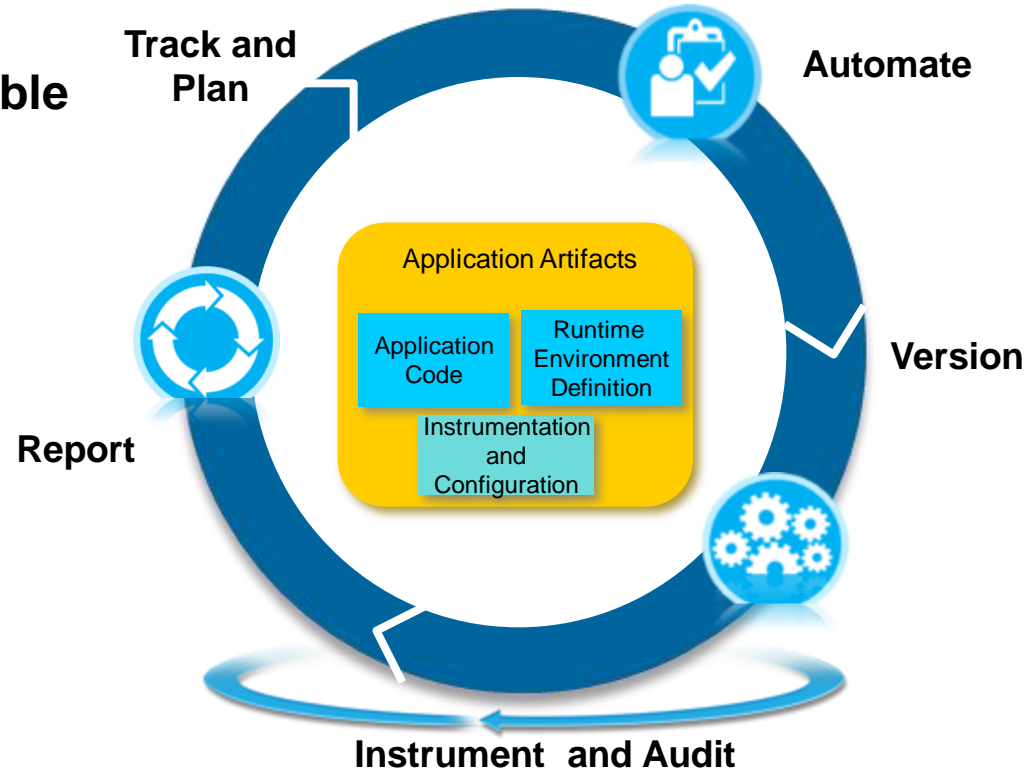 Track and
Plan
ble
Automate
Application Artifacts
Application
Code
Runtime
Environment
Definition
Version
Instrumentation
and
Configuration
Report
Instrument and Audit